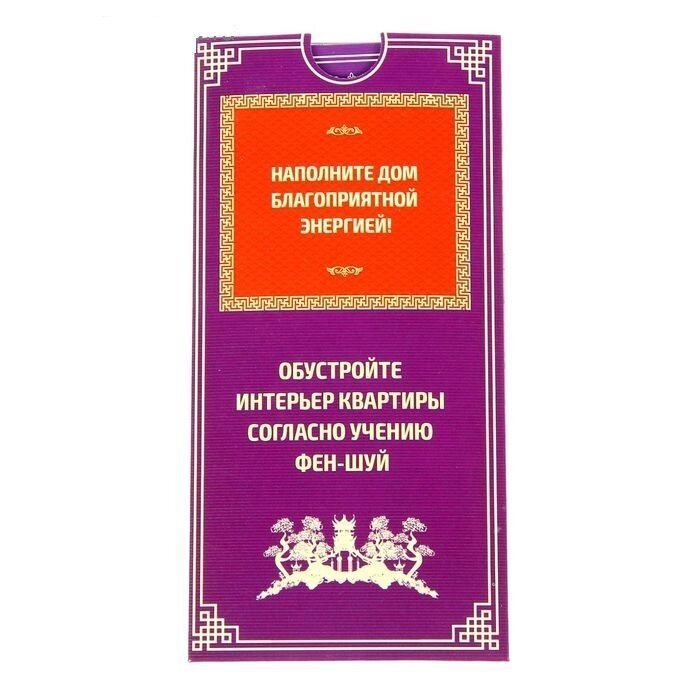 НАПОЛНИТЕ ДОМ
БЛАГОПРИЯТНОЙ
ЭНЕРГИЕЙ!
ОБУСТРОЙТЕ
ИНТЕРЬЕР КВАРТИРЫ
СОГЛАСНО УЧЕНИЮ
ФЕН-ШУЙ